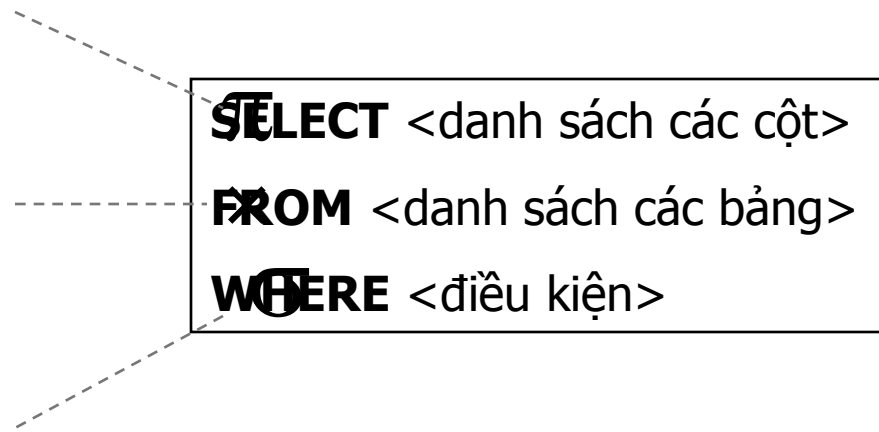 SELECT <danh sách các cột>
FROM <danh sách các bảng>
WHERE <điều kiện>
π
×
σ